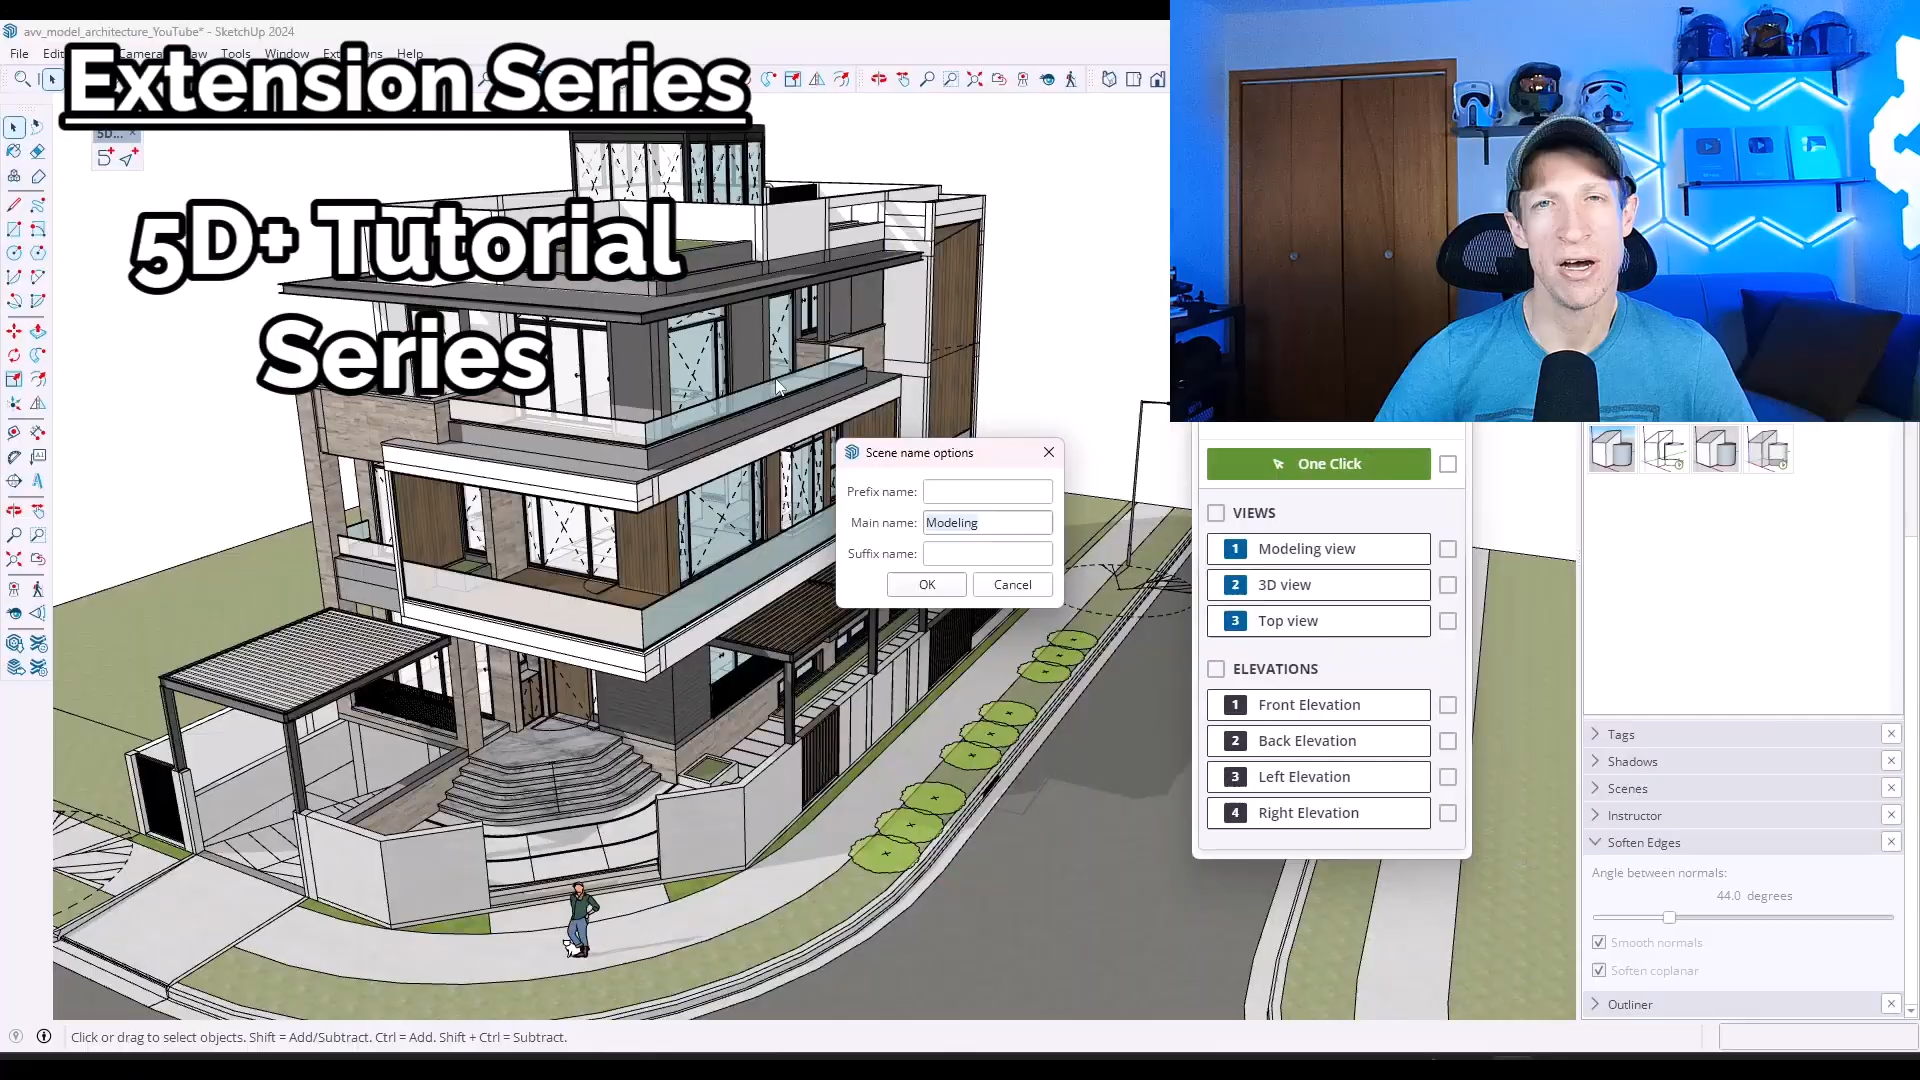 avv_model_architecture_YouTube* - SketchUp 2024
File
Camera
Tools
Window
Help
Extension Series
5D...
5D+ Tutorial
Series
Scene name options
Prefix name:
Main name: Modeling
Suffix name:
OK
Cancel
One Click
VIEWS
1 Modeling view
2 3D view
3 Top view
ELEVATIONS
1 Front Elevation
2 Back Elevation
3 Left Elevation
4 Right Elevation
Tags
Shadows
Scenes
Instructor
Soften Edges
Angle between normals:
44.0 degrees
Smooth normals
Soften coplanar
Outliner
Click or drag to select objects. Shift = Add/Subtract. Ctrl = Add. Shift + Ctrl = Subtract.